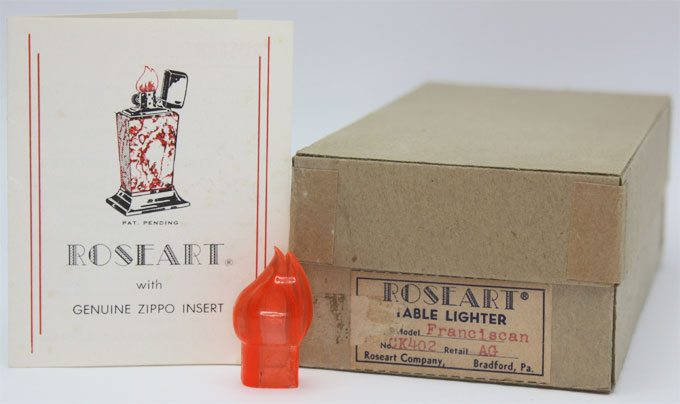 PAT. PENDING
ROSEART®
with
GENUINE ZIPPO INSERT
ROSEART®
TABLE LIGHTER
Model Franciscan
No. CK402 Retail AG
Roseart Company, Bradford, Pa.